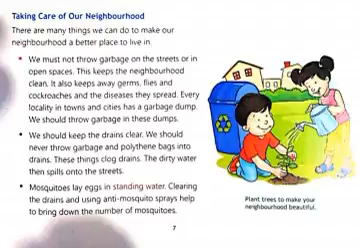 Taking Care of Our Neighbourhood
There are many things we can do to make our
neighbourhood a better place to live in.
• We must not throw garbage on the streets or in
open spaces. This keeps the neighbourhood
clean. It also keeps away germs, flies and
cockroaches and the diseases they spread. Every
locality in towns and cities has a garbage dump.
We should throw garbage in these dumps.
• We should keep the drains clean. We should
never throw garbage and polythene bags into
drains. These things clog drains. The dirty water
then spills onto the streets.
• Mosquitoes lay eggs in standing water. Clearing
the drains and using anti-mosquito sprays help
to bring down the number of mosquitoes.
Plant trees to make your
neighbourhood beautiful.
7